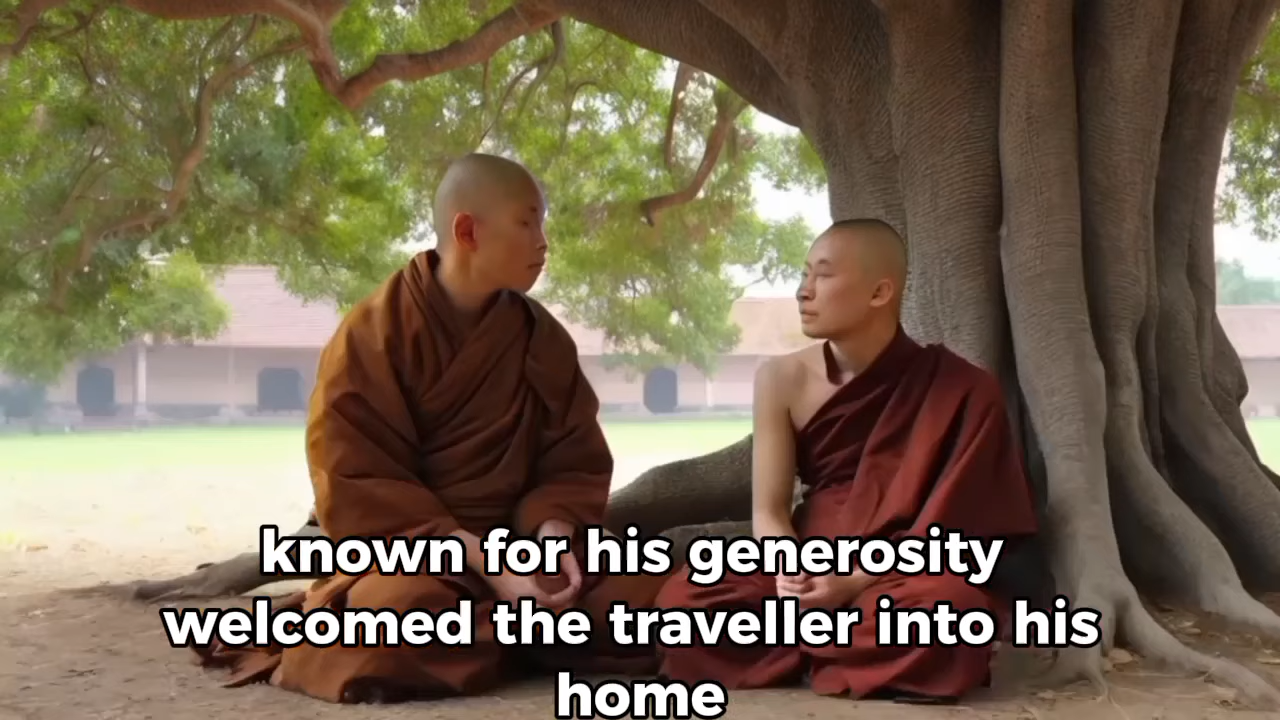 known for his generosity
welcomed the traveller into his
home